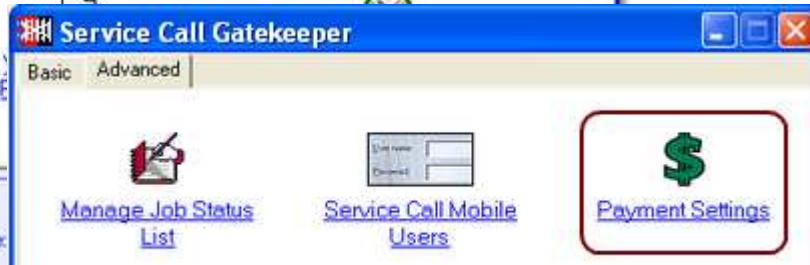 Service Call Gatekeeper
Basic Advanced
Manage Job Status
List
Service Call Mobile
Users
Payment Settings